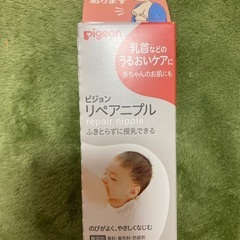 pigeon
乳首などの
うるおいケアに
赤ちゃんのお肌にも
ピジョン
リペアニプル
repair nipple
ふきとらずに授乳できる
のびがよく、やさしくなじむ